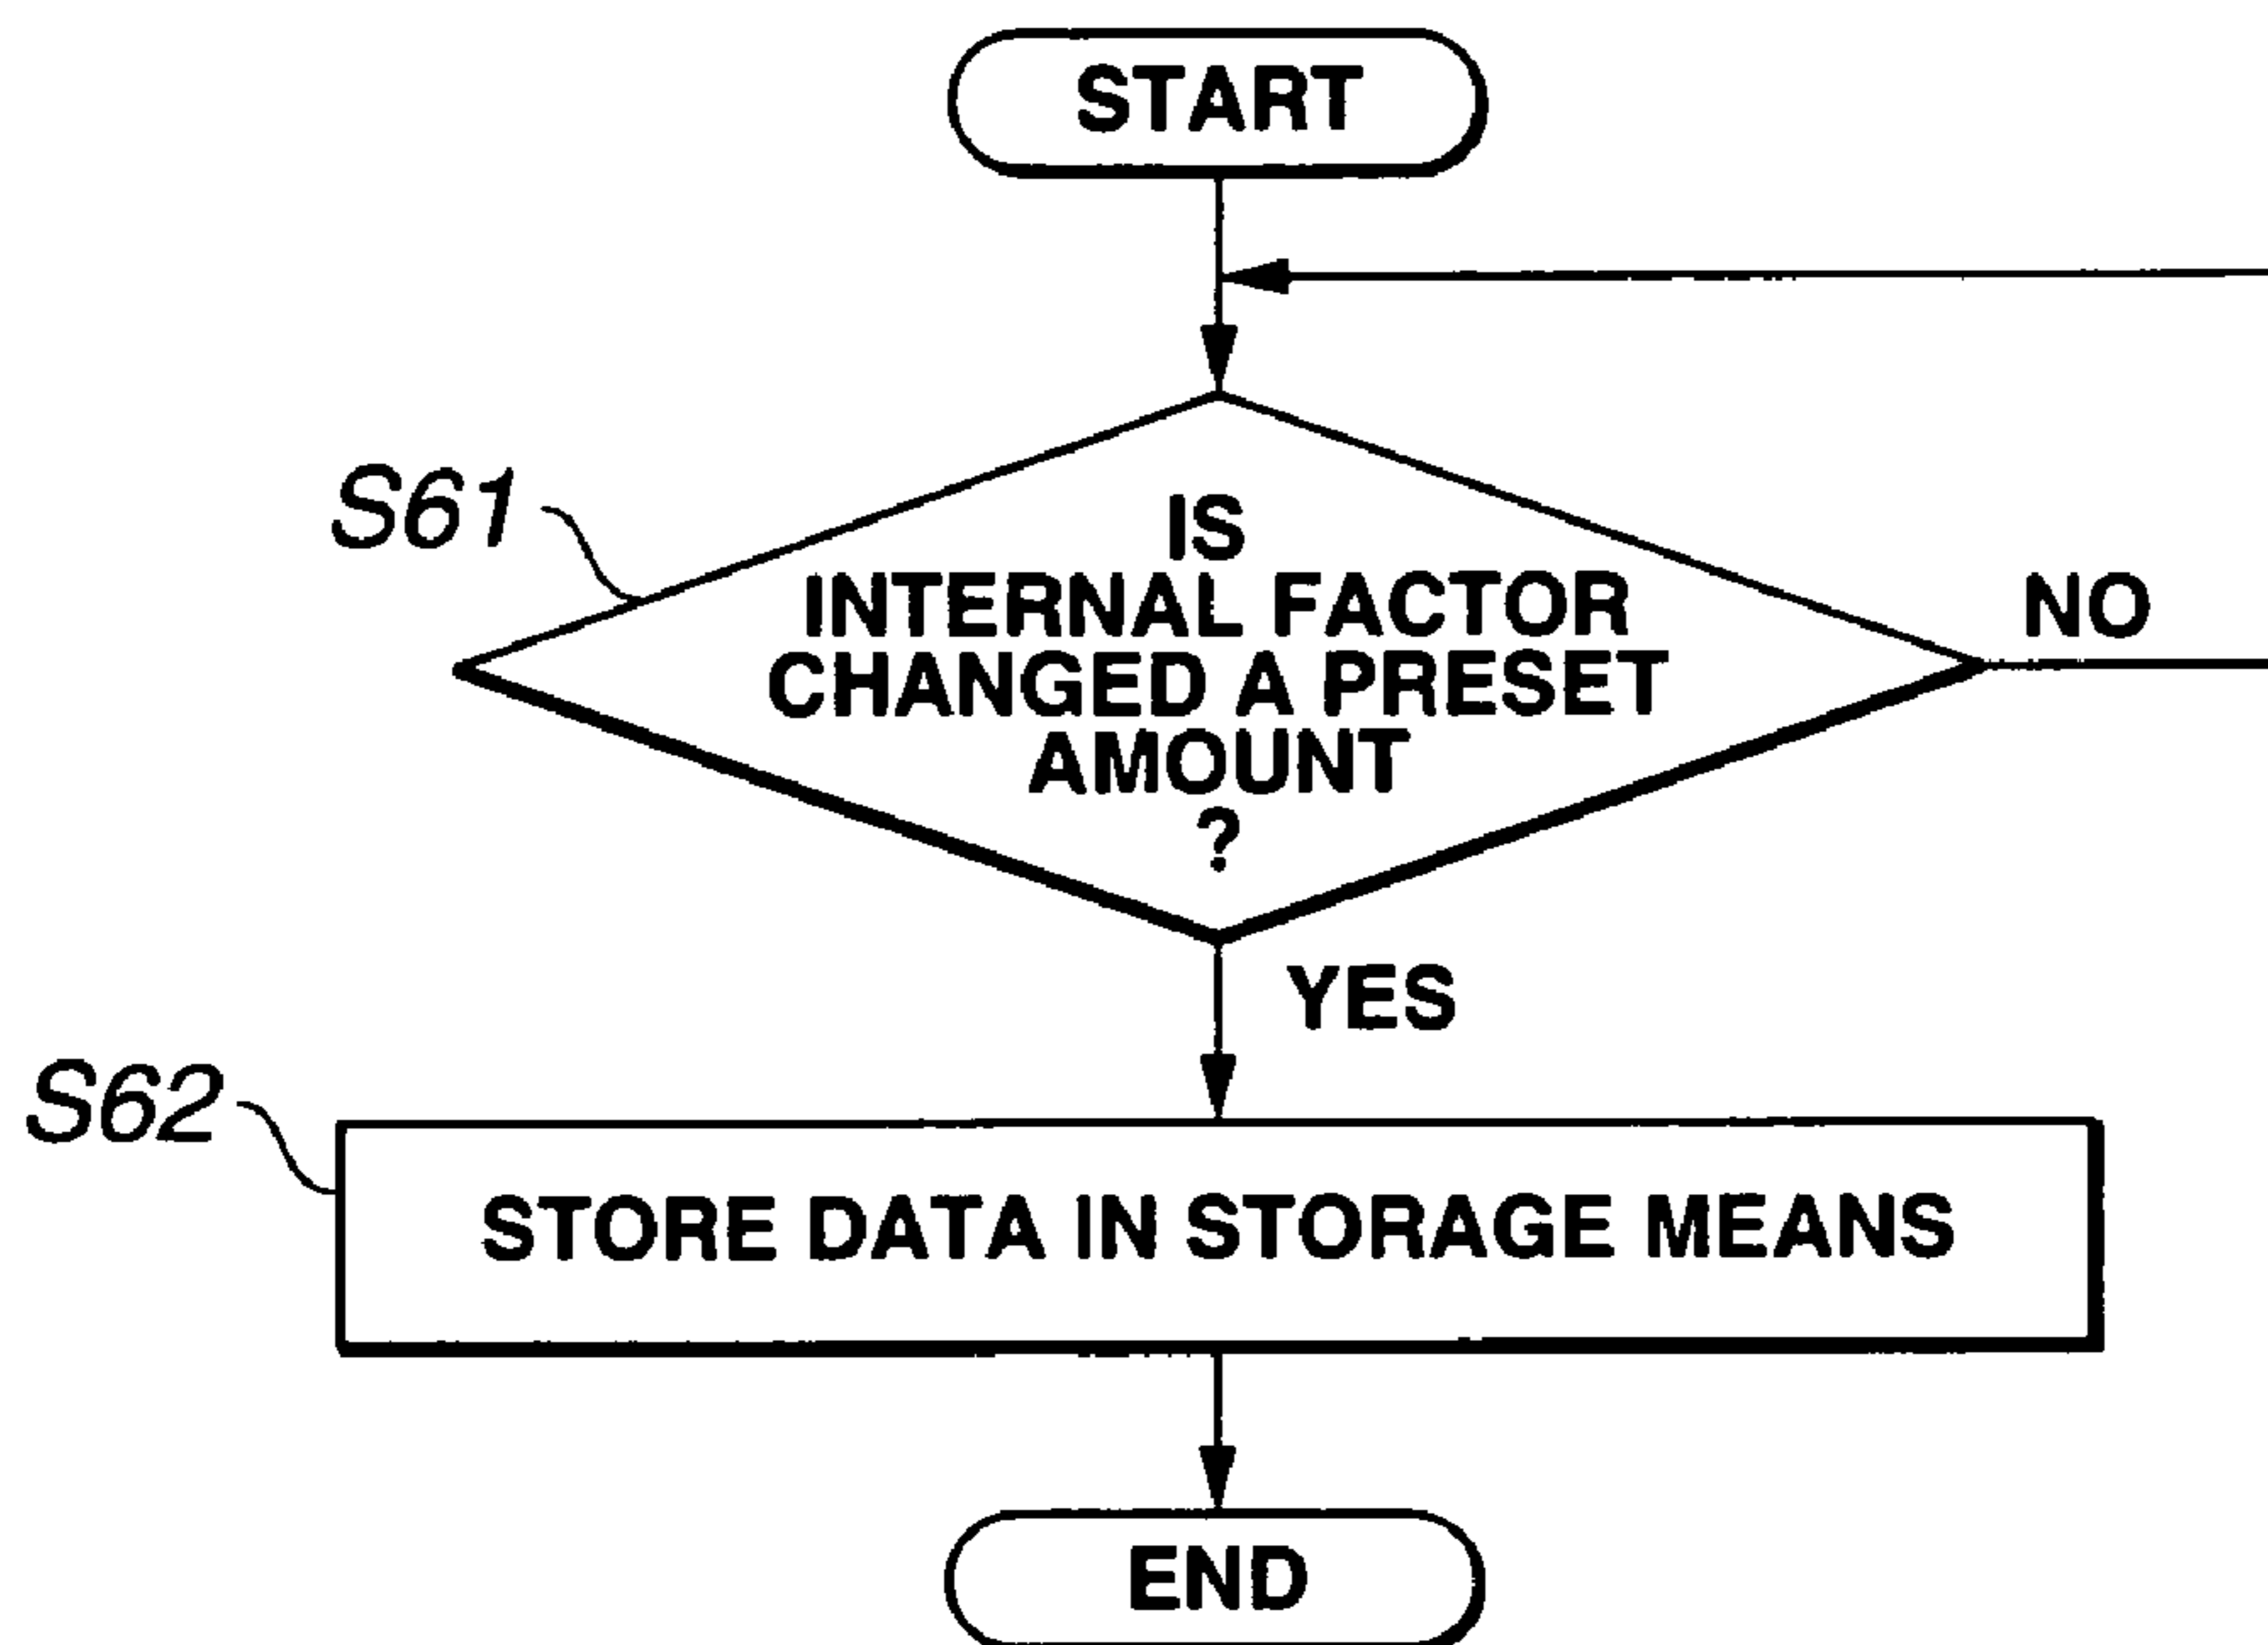 START
S61
IS
INTERNAL FACTOR
CHANGED A PRESET
AMOUNT
?
NO
YES
S62
STORE DATA IN STORAGE MEANS
END